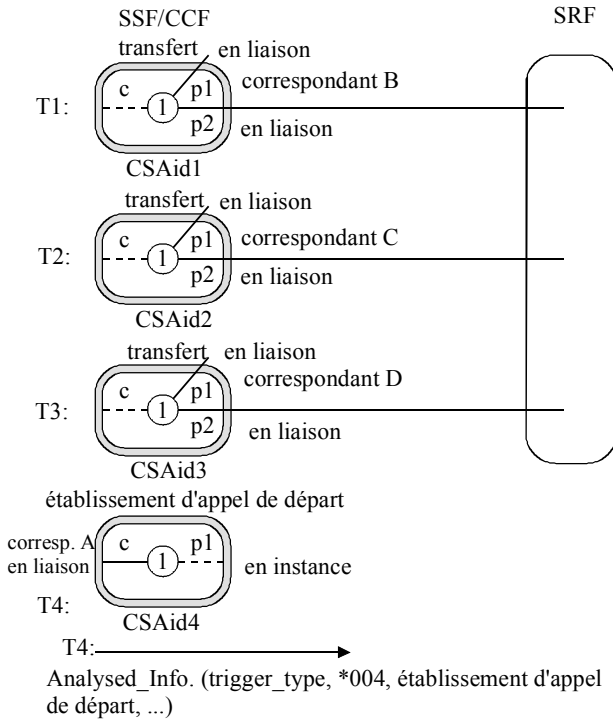 SSF/CCF SRF
transfert en liaison
c p1 correspondant B
T1: 1
p2 en liaison
CSAid1
transfert en liaison
c p1 correspondant C
T2: 1
p2 en liaison
CSAid2
transfert en liaison
c p1 correspondant D
T3: 1
p2 en liaison
CSAid3
établissement d'appel de départ
corresp. A c p1
en liaison 1 en instance
T4:
CSAid4
T4:
Analysed_Info. (trigger_type, *004, établissement d'appel
de départ, ...)